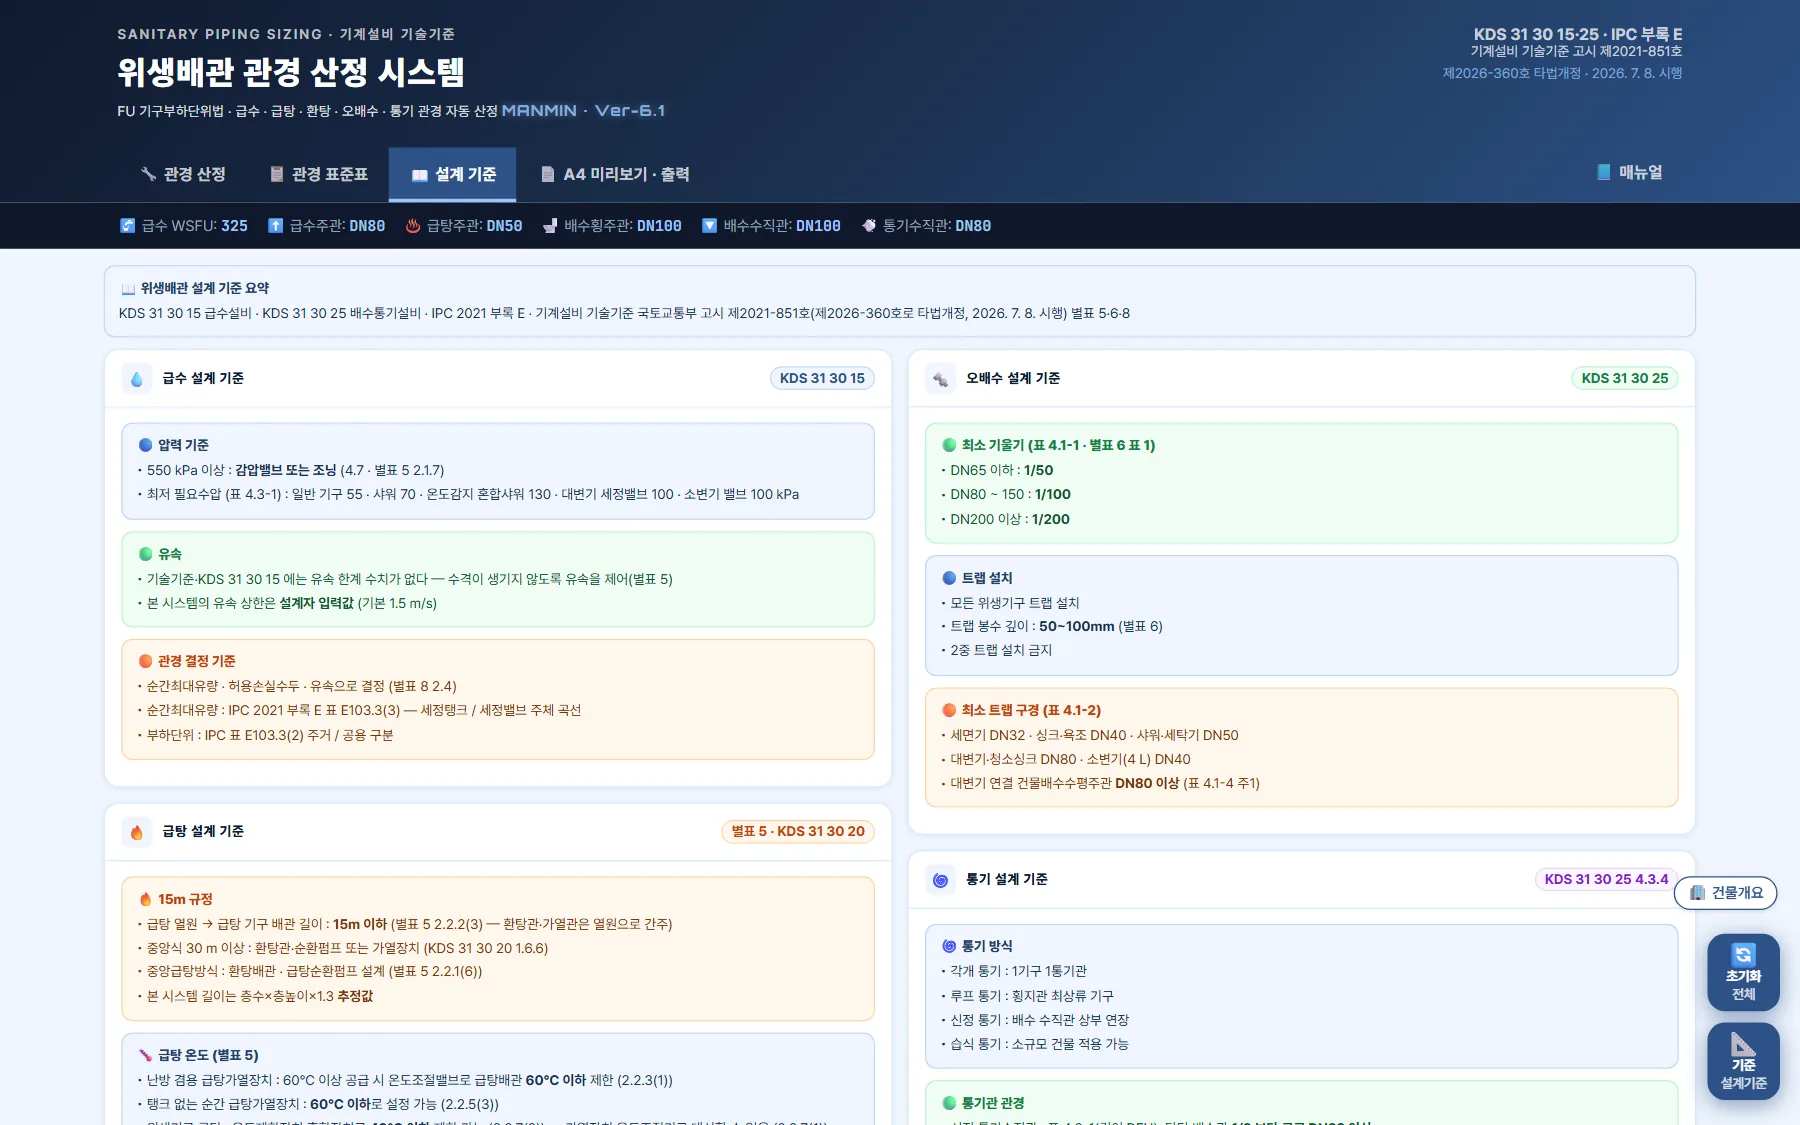 SANITARY PIPING SIZING · 기계설비 기술기준
위생배관 관경 산정 시스템
FU 기구부하단위법 · 급수 · 급탕 · 환탕 · 오배수 · 통기 관경 자동 산정 MANMIN · Ver-6.1
KDS 31 30 15·25 · IPC 부록 E
기계설비 기술기준 고시 제2021-851호
제2026-360호 타법개정 · 2026. 7. 8. 시행
관경 산정
관경 표준표
설계 기준
A4 미리보기 · 출력
매뉴얼
급수 WSFU: 325
급수주관: DN80
급탕주관: DN50
배수횡주관: DN100
배수수직관: DN100
통기수직관: DN80
위생배관 설계 기준 요약
KDS 31 30 15 급수설비 · KDS 31 30 25 배수통기설비 · IPC 2021 부록 E · 기계설비 기술기준 국토교통부 고시 제2021-851호(제2026-360호로 타법개정, 2026. 7. 8. 시행) 별표 5·6·8
급수 설계 기준
KDS 31 30 15
압력 기준
· 550 kPa 이상 : 감압밸브 또는 조닝 (4.7 · 별표 5 2.1.7)
· 최저 필요수압 (표 4.3-1) : 일반 기구 55 · 샤워 70 · 온도감지 혼합샤워 130 · 대변기 세정밸브 100 · 소변기 밸브 100 kPa
유속
· 기술기준·KDS 31 30 15 에는 유속 한계 수치가 없다 — 수격이 생기지 않도록 유속을 제어(별표 5)
· 본 시스템의 유속 상한은 설계자 입력값 (기본 1.5 m/s)
관경 결정 기준
· 순간최대유량 · 허용손실수두 · 유속으로 결정 (별표 8 2.4)
· 순간최대유량 : IPC 2021 부록 E 표 E103.3(3) — 세정탱크 / 세정밸브 주체 곡선
· 부하단위 : IPC 표 E103.3(2) 주거 / 공용 구분
급탕 설계 기준
별표 5 · KDS 31 30 20
15m 규정
· 급탕 열원 → 급탕 기구 배관 길이 : 15m 이하 (별표 5 2.2.2(3) — 환탕관·가열관은 열원으로 간주)
· 중앙식 30 m 이상 : 환탕관·순환펌프 또는 가열장치 (KDS 31 30 20 1.6.6)
· 중앙급탕방식 : 환탕배관 · 급탕순환펌프 설계 (별표 5 2.2.1(6))
· 본 시스템 길이는 층수×층높이×1.3 추정값
급탕 온도 (별표 5)
· 난방 겸용 급탕가열장치 : 60℃ 이상 공급 시 온도조절밸브로 급탕배관 60℃ 이하 제한 (2.2.3(1))
· 탱크 없는 순간 급탕가열장치 : 60℃ 이하로 설정 가능 (2.2.5(3))
오배수 설계 기준
KDS 31 30 25
최소 기울기 (표 4.1-1 · 별표 6 표 1)
· DN65 이하 : 1/50
· DN80 ~ 150 : 1/100
· DN200 이상 : 1/200
트랩 설치
· 모든 위생기구 트랩 설치
· 트랩 봉수 깊이 : 50~100mm (별표 6)
· 2중 트랩 설치 금지
최소 트랩 구경 (표 4.1-2)
· 세면기 DN32 · 싱크·욕조 DN40 · 샤워·세탁기 DN50
· 대변기·청소싱크 DN80 · 소변기(4 L) DN40
· 대변기 연결 건물배수수평주관 DN80 이상 (표 4.1-4 주1)
통기 설계 기준
KDS 31 30 25 4.3.4
통기 방식
· 각개 통기 : 1기구 1통기관
· 루프 통기 : 횡지관 최상류 기구
· 신정 통기 : 배수 수직관 상부 연장
· 습식 통기 : 소규모 건물 적용 가능
통기관 관경
건물개요
초기화
전체
기준
설계기준